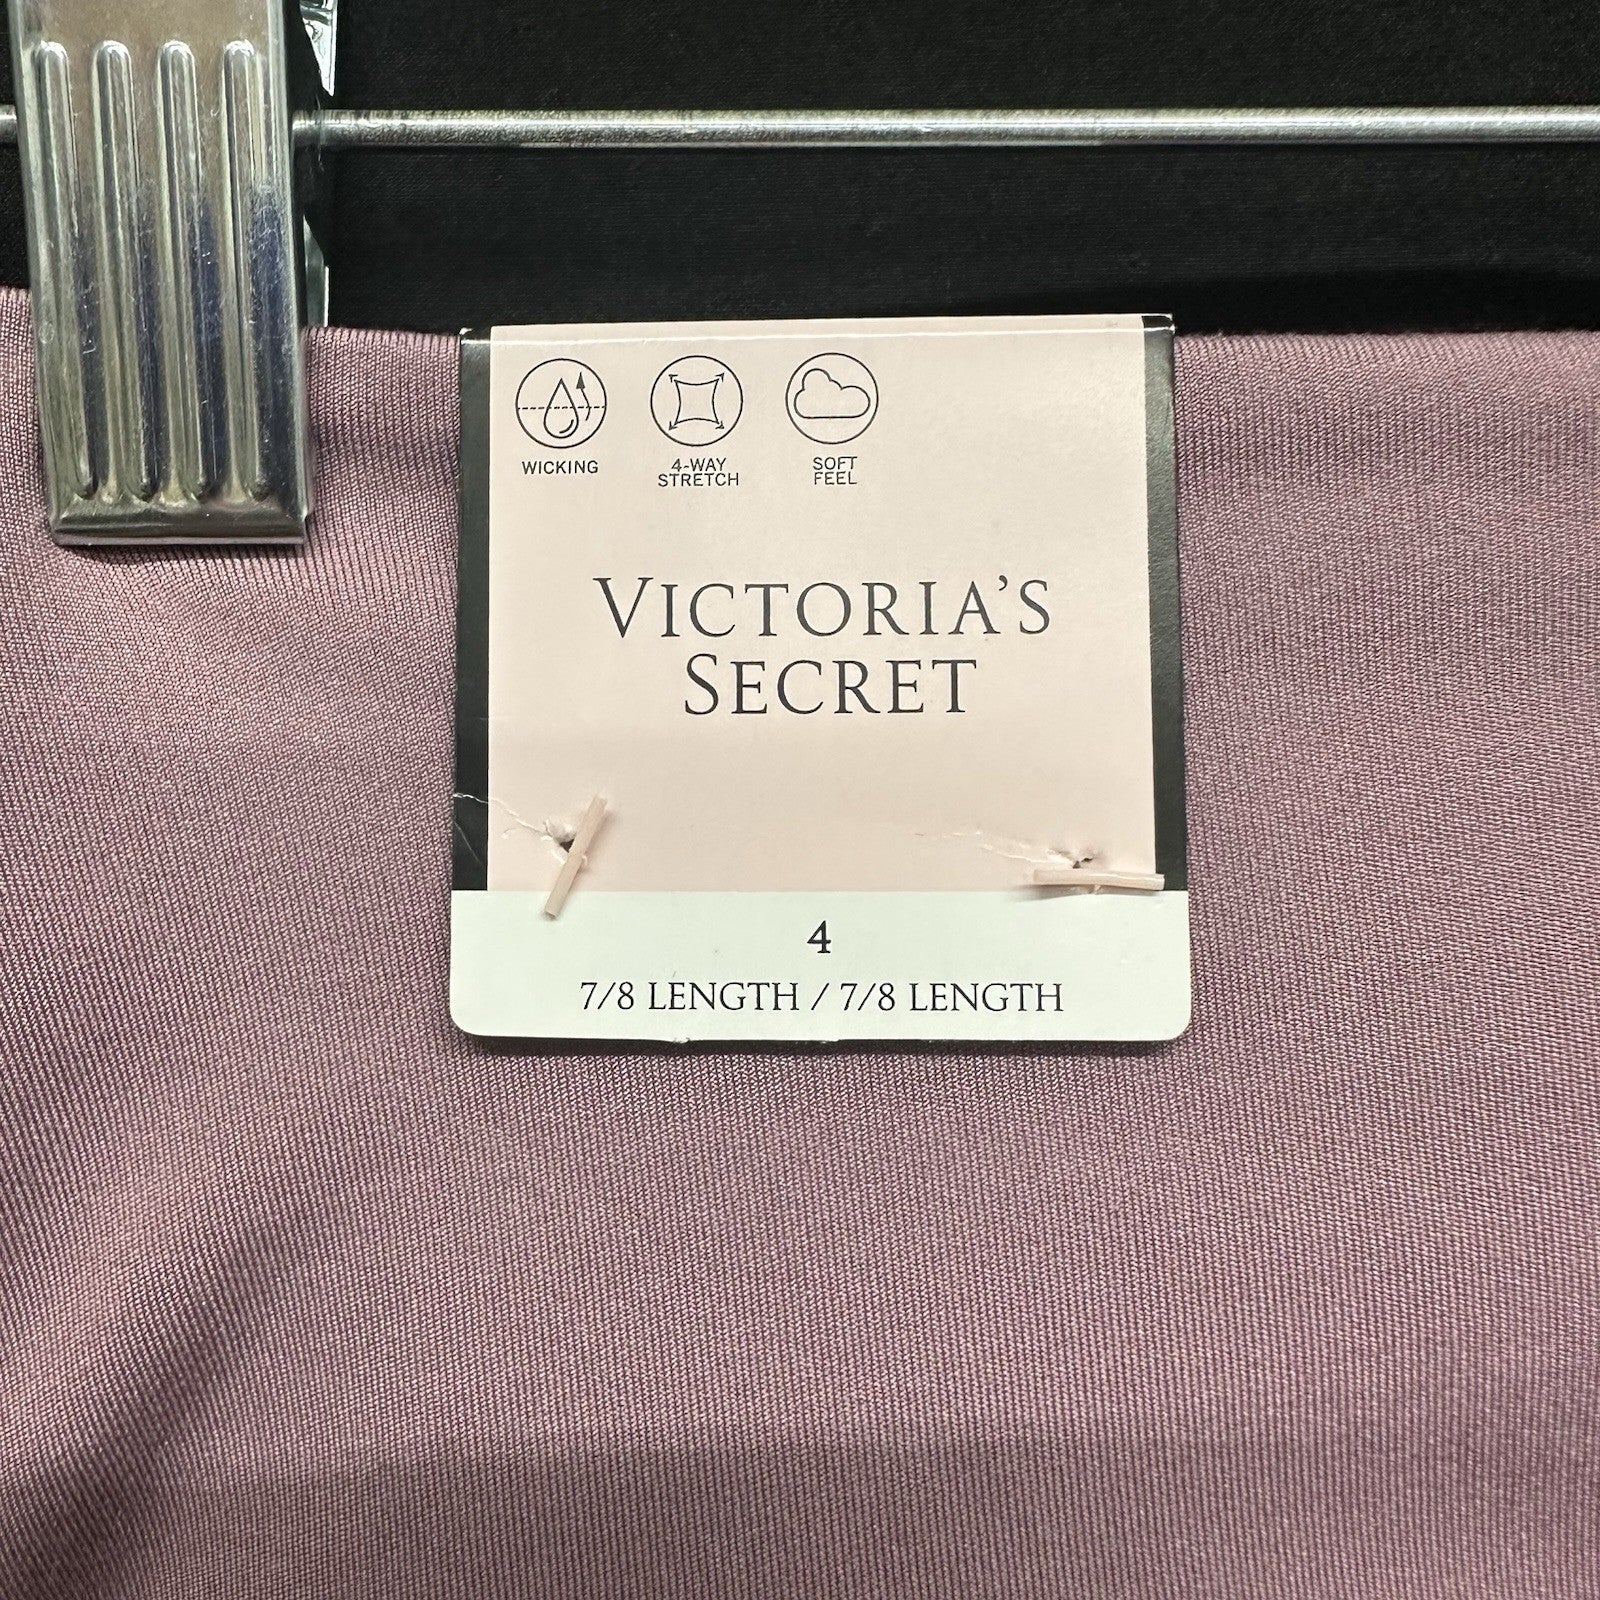 WICKING
4-WAY
STRETCH
SOFT
FEEL
VICTORIA'S
SECRET
4
7/8 LENGTH / 7/8 LENGTH